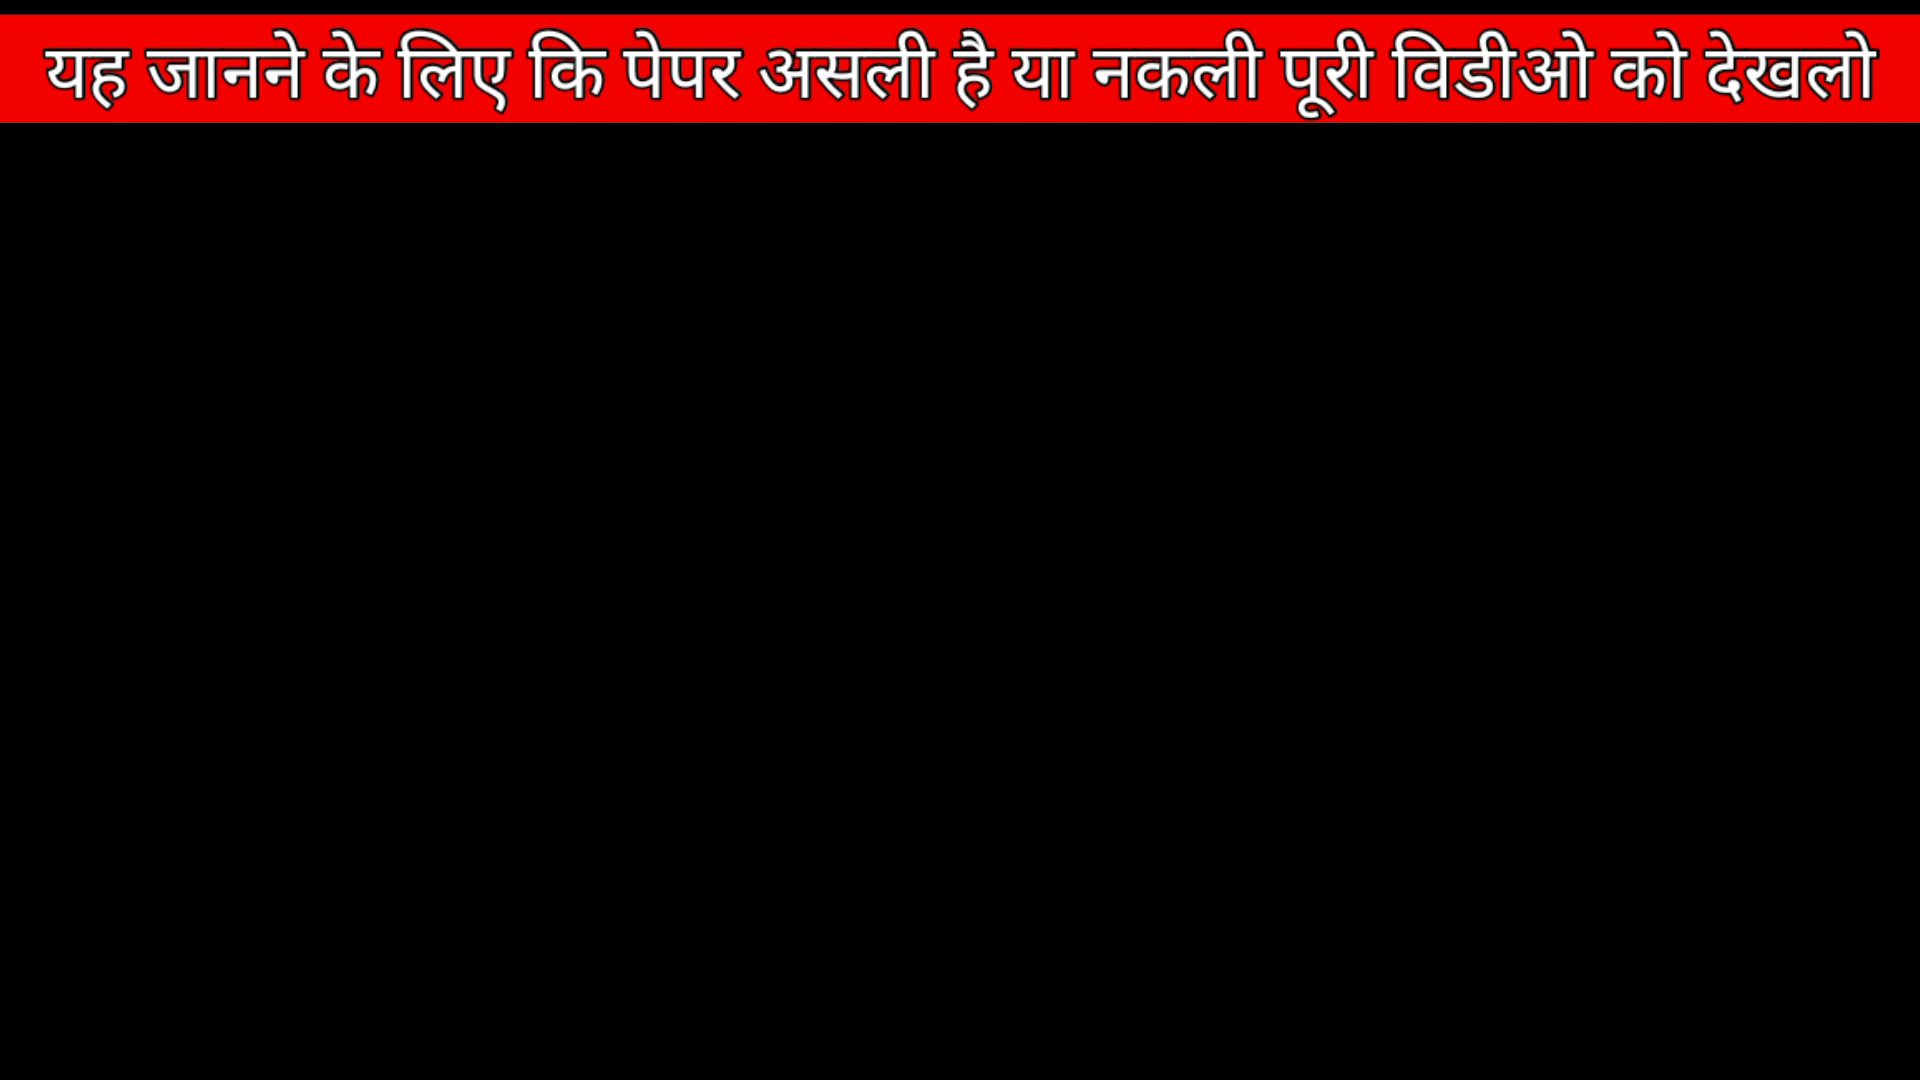 यह जानने के लिए कि पेपर असली है या नकली पूरी विडीओ को देखलो